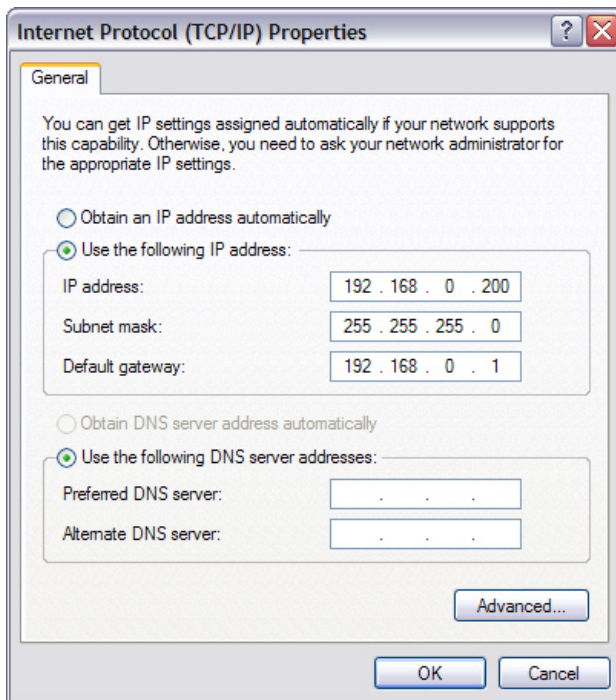 Internet Protocol (TCP/IP) Properties
General
You can get IP settings assigned automatically if your network supports
this capability. Otherwise, you need to ask your network administrator for
the appropriate IP settings.
Obtain an IP address automatically
Use the following IP address:
IP address: 192 . 168 . 0 . 200
Subnet mask: 255 . 255 . 255 . 0
Default gateway: 192 . 168 . 0 . 1
Obtain DNS server address automatically
Use the following DNS server addresses:
Preferred DNS server: . . .
Alternate DNS server: . . .
Advanced...
OK Cancel